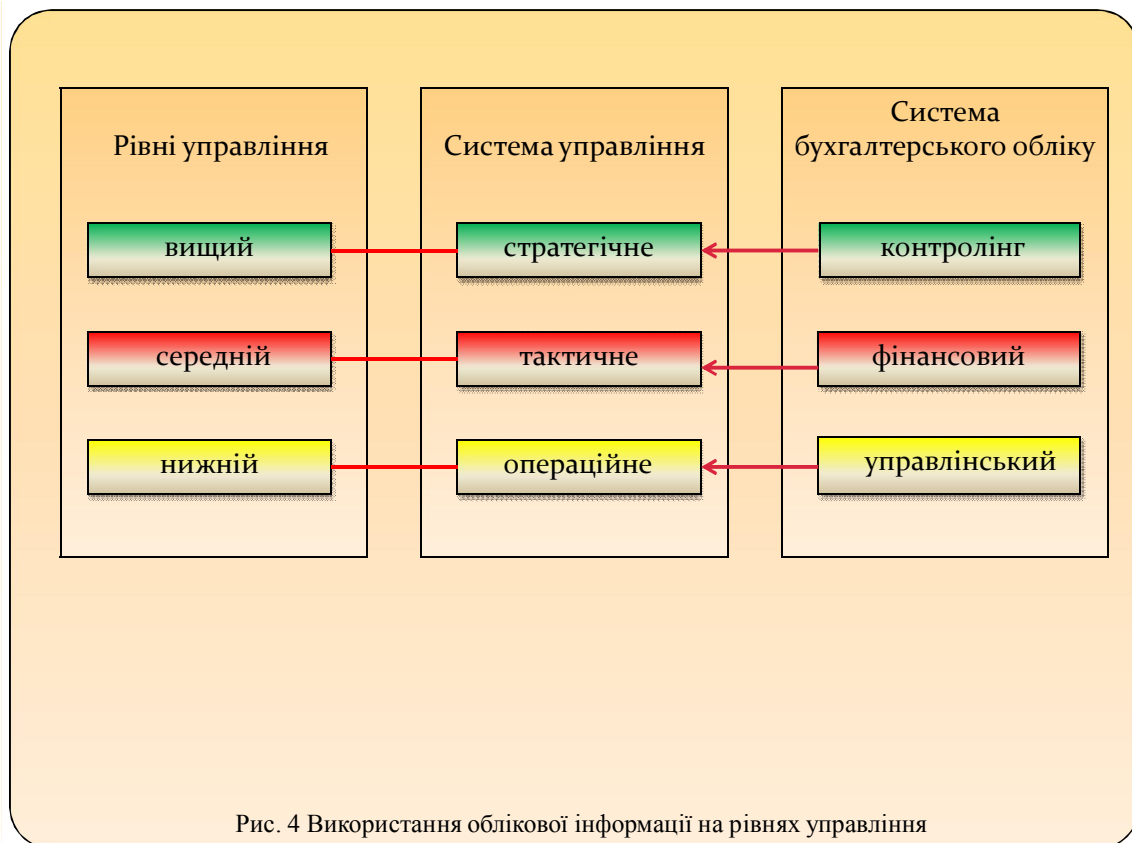 Рівні управління
Система управління
Система
бухгалтерського обліку
вищий
стратегічне
контролінг
середній
тактичне
фінансовий
нижній
операційне
управлінський
Рис. 4 Використання облікової інформації на рівнях управління